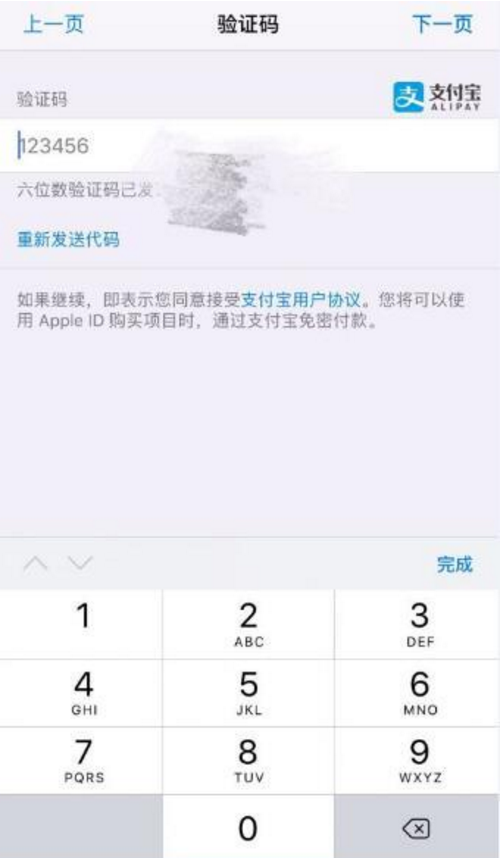 上一页 验证码 下一页
验证码 支付宝
ALIPAY
123456
六位数验证码已发
重新发送代码
如果继续，即表示您同意接受支付宝用户协议。您将可以使
用 Apple ID 购买项目时，通过支付宝免密付款。
完成
1 2 3
ABC DEF
4 5 6
GHI JKL MNO
7 8 9
PQRS TUV WXYZ
0